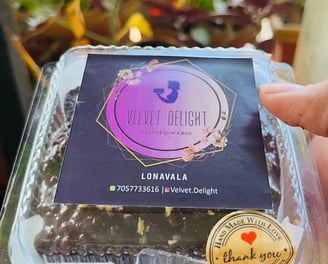 VELVET DELIGHT
LONAVALA
7057733616 | Velvet.Delight
HAND MADE WITH LOVE
thank you